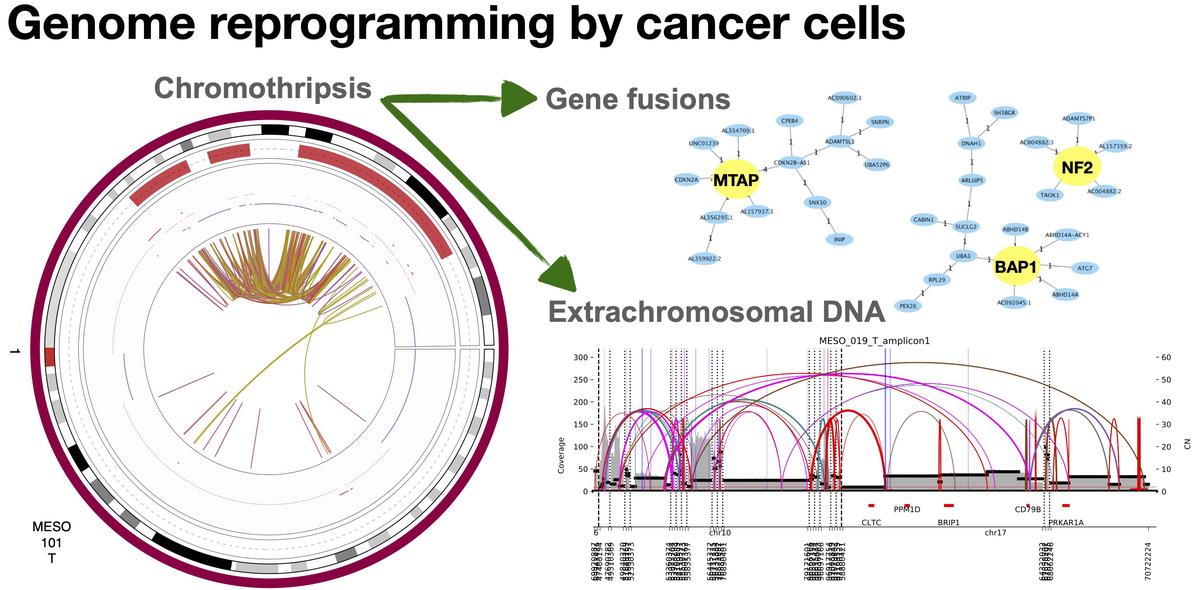 Genome reprogramming by cancer cells
Chromothripsis
Gene fusions
AC090602.1
CPEB4
SNRPN
AL354709.1
LINC01239
ADAMTSL1
CDKN2B-AS1
UBA52P6
CDKN2A
MTAP
SNX30
AL356295.1
AL157937.1
INIP
AL359922.2
ATRIP
SH3BGR
DNAH1
ARL6IP5
CABIN1
SUCLG2
UBA3
RPL29
PEX26
ABHD14B
ABHD14A-ACY1
BAP1
ATG7
ABHD14A
AC092045.1
ADAMTS7P1
AC004882.3
AL157359.2
NF2
TAOK1
AC004882.2
Extrachromosomal DNA
MESO_019_T_amplicon1
300
250
200
150
100
50
0
Coverage
60
50
40
30
20
10
0
CN
CLTC
PPM1D
BRIP1
CD79B
PRKAR1A
6
chr10
chr17
70722224
1
MESO
101
T